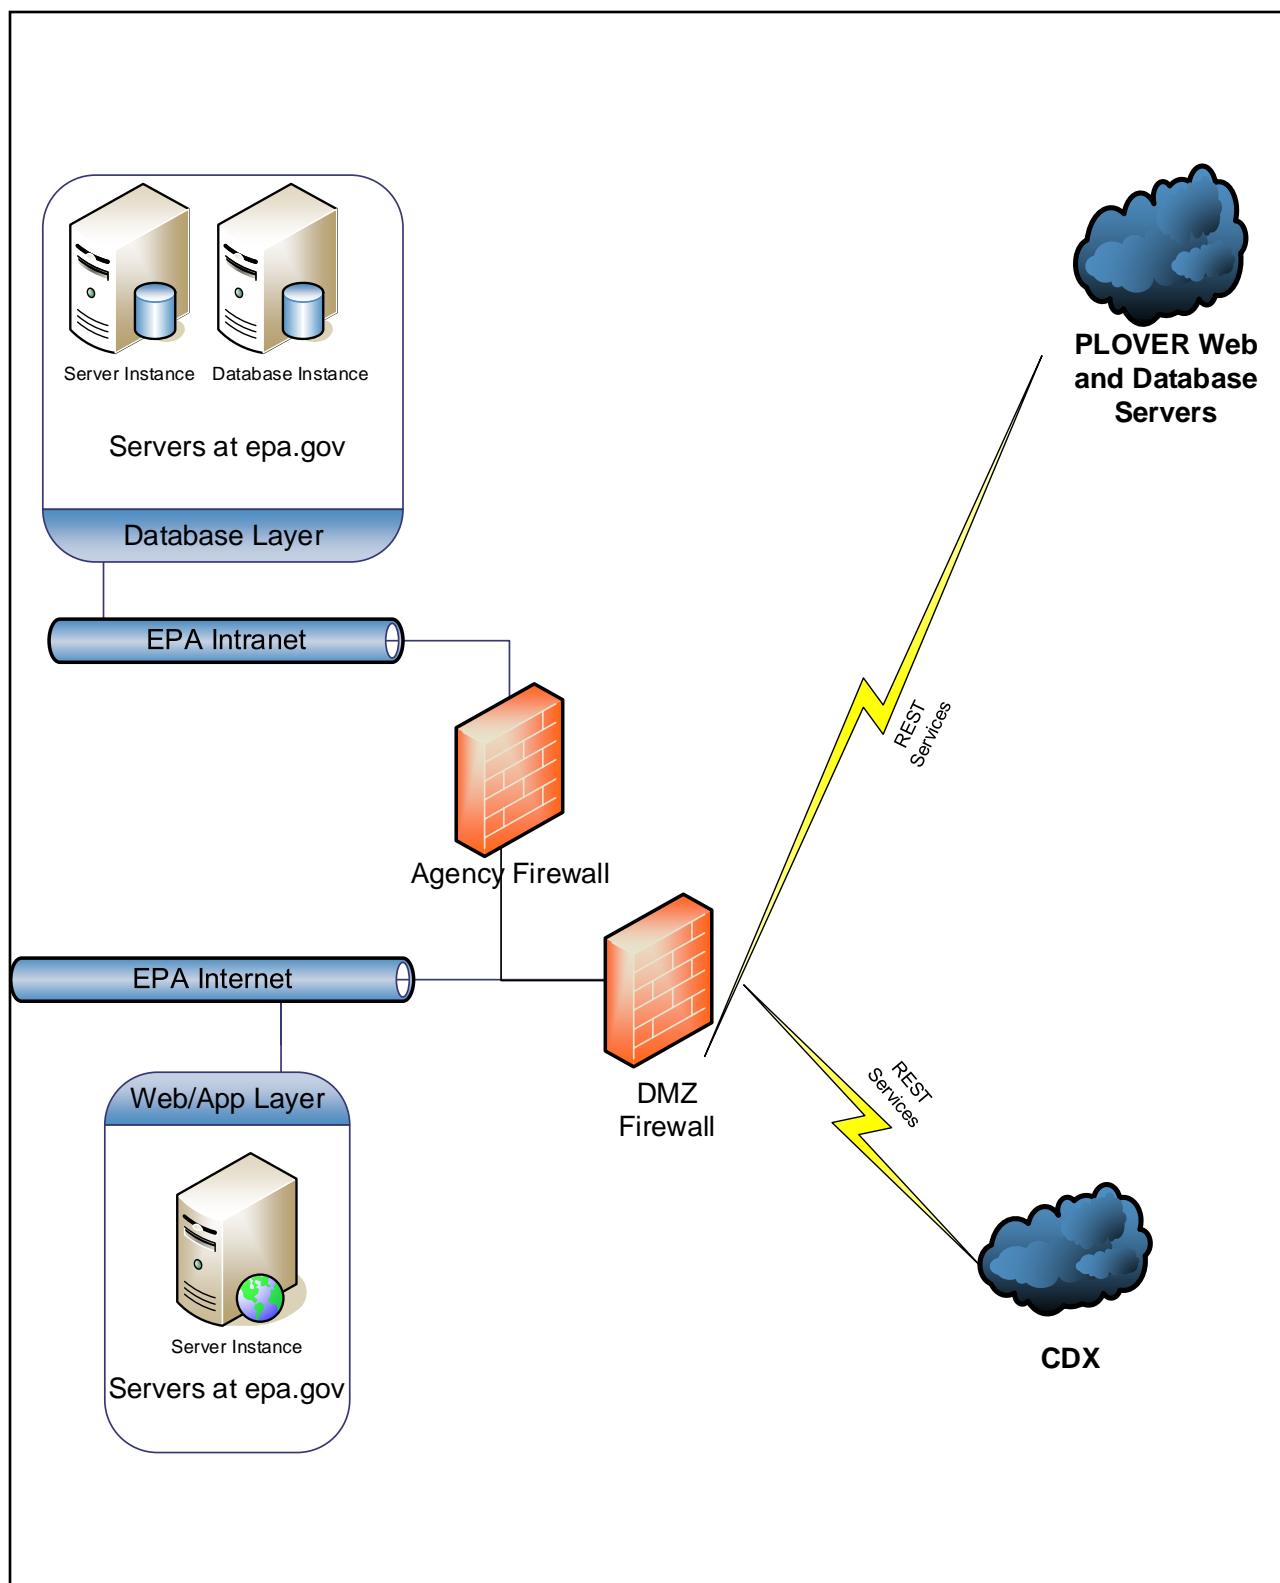 Server Instance
Database Instance
Servers at epa.gov
Database Layer
EPA Intranet
Agency Firewall
EPA Internet
Web/App Layer
Server Instance
Servers at epa.gov
DMZ
Firewall
REST
Services
REST
Services
PLOVER Web
and Database
Servers
CDX